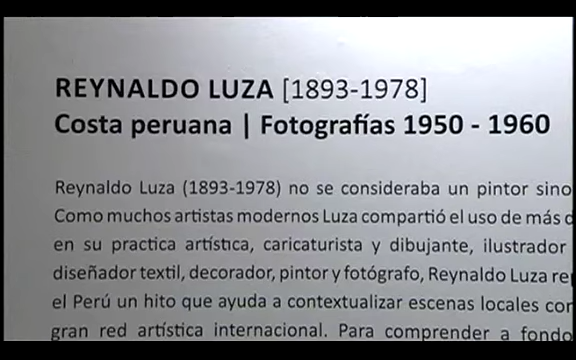 REYNALDO LUZA [1893-1978]
Costa peruana | Fotografías 1950 - 1960
Reynaldo Luza (1893-1978) no se consideraba un pintor sino
Como muchos artistas modernos Luza compartió el uso de más d
en su practica artística, caricaturista y dibujante, ilustrador
diseñador textil, decorador, pintor y fotógrafo, Reynaldo Luza re
el Perú un hito que ayuda a contextualizar escenas locales con
gran red artística internacional. Para comprender a fondo